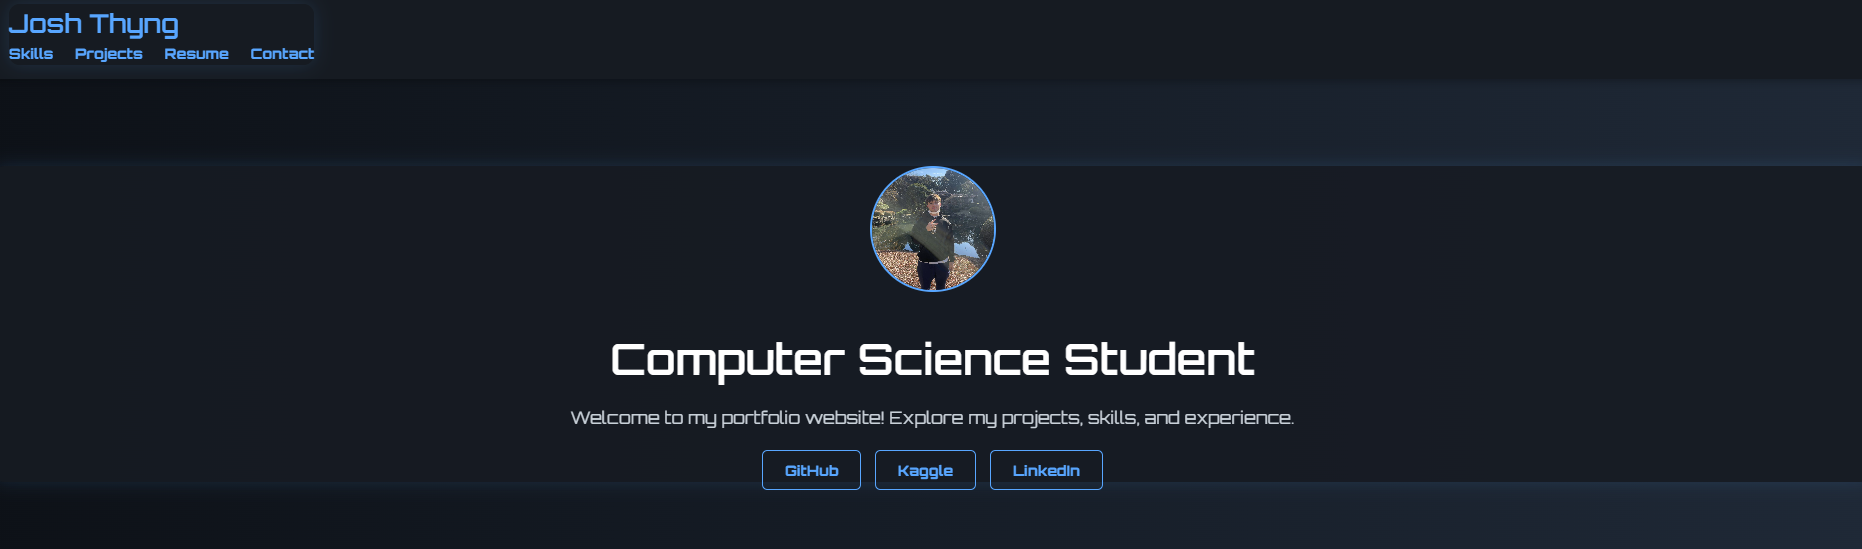 Josh Thyng
Skills Projects Resume Contact
Computer Science Student
Welcome to my portfolio website! Explore my projects, skills, and experience.
GitHub Kaggle LinkedIn